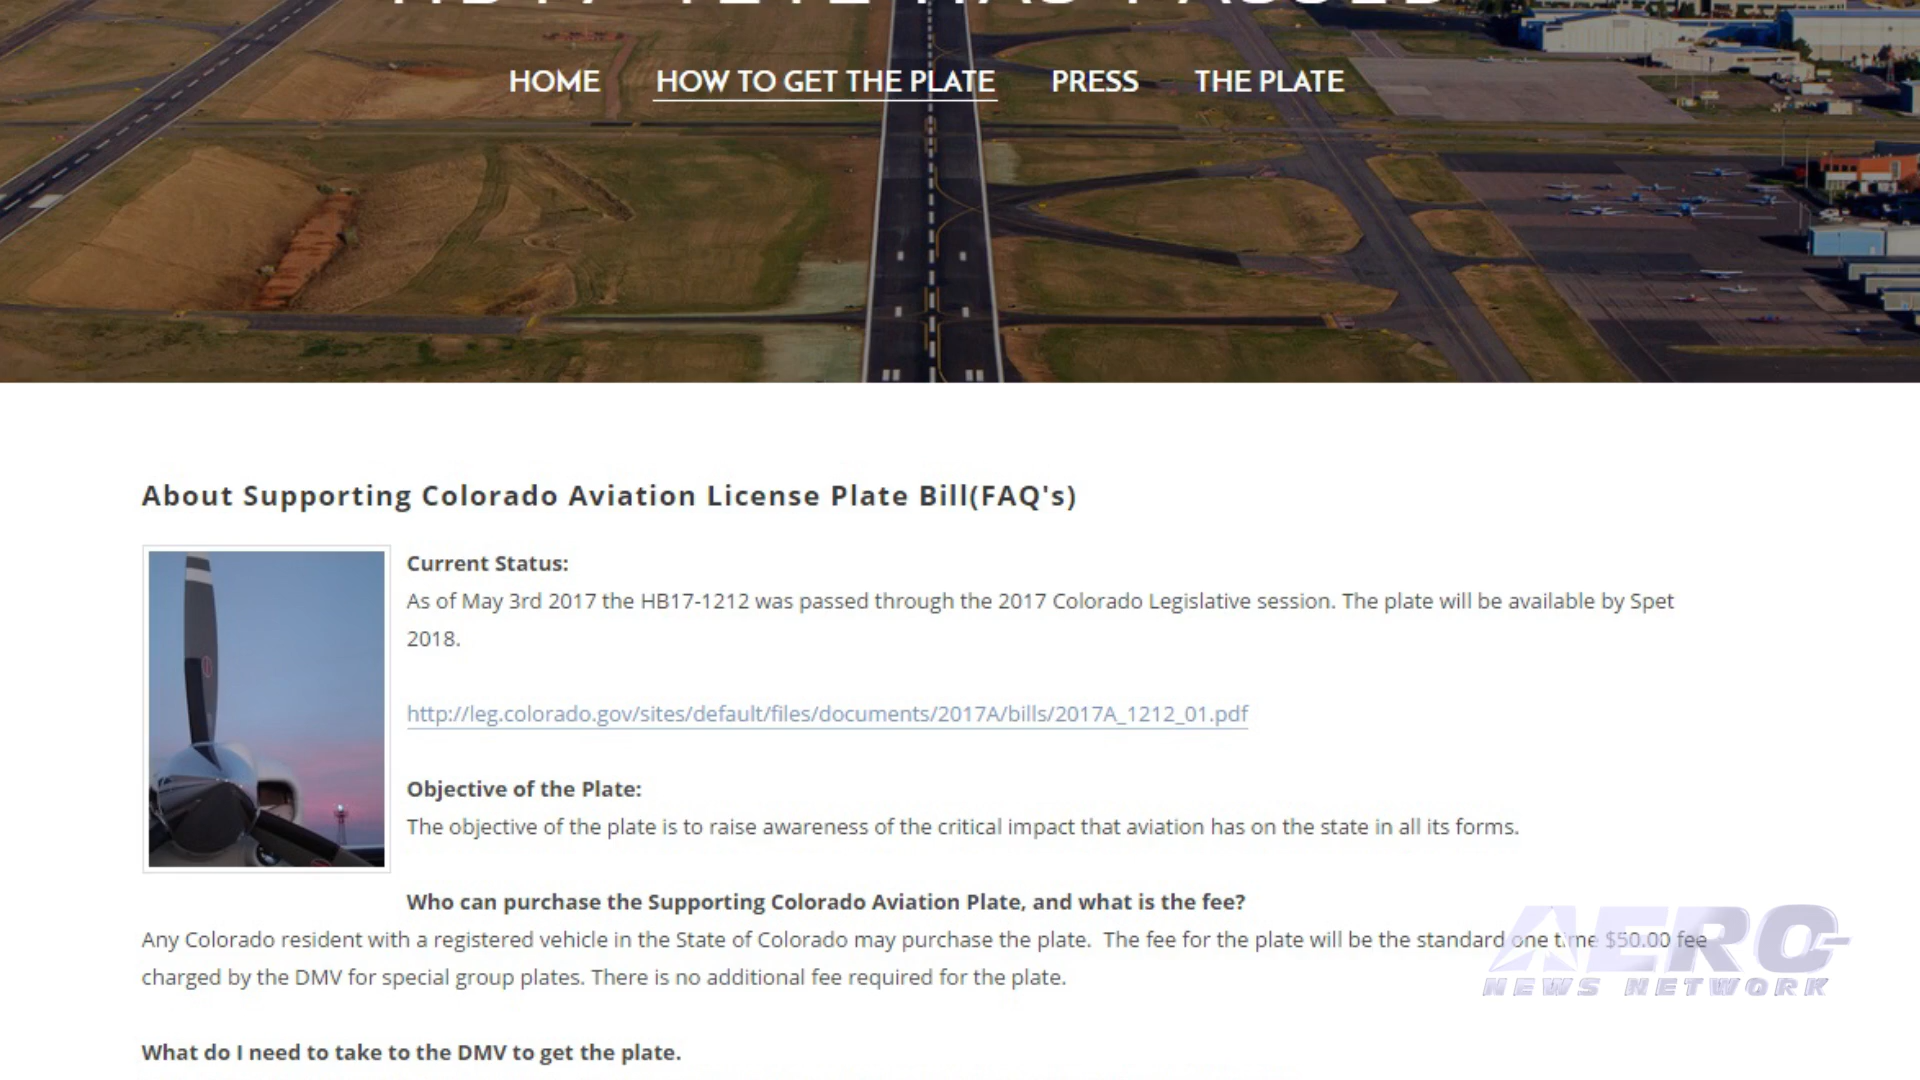 HB17-1212 HAS PASSED
HOME HOW TO GET THE PLATE PRESS THE PLATE
About Supporting Colorado Aviation License Plate Bill(FAQ's)
Current Status:
As of May 3rd 2017 the HB17-1212 was passed through the 2017 Colorado Legislative session. The plate will be available by Spet
2018.
http://leg.colorado.gov/sites/default/files/documents/2017A/bills/2017A_1212_01.pdf
Objective of the Plate:
The objective of the plate is to raise awareness of the critical impact that aviation has on the state in all its forms.
Who can purchase the Supporting Colorado Aviation Plate, and what is the fee?
Any Colorado resident with a registered vehicle in the State of Colorado may purchase the plate.  The fee for the plate will be the standard one time $50.00 fee
charged by the DMV for special group plates. There is no additional fee required for the plate.
AERO-
NEWS NETWORK
What do I need to take to the DMV to get the plate.